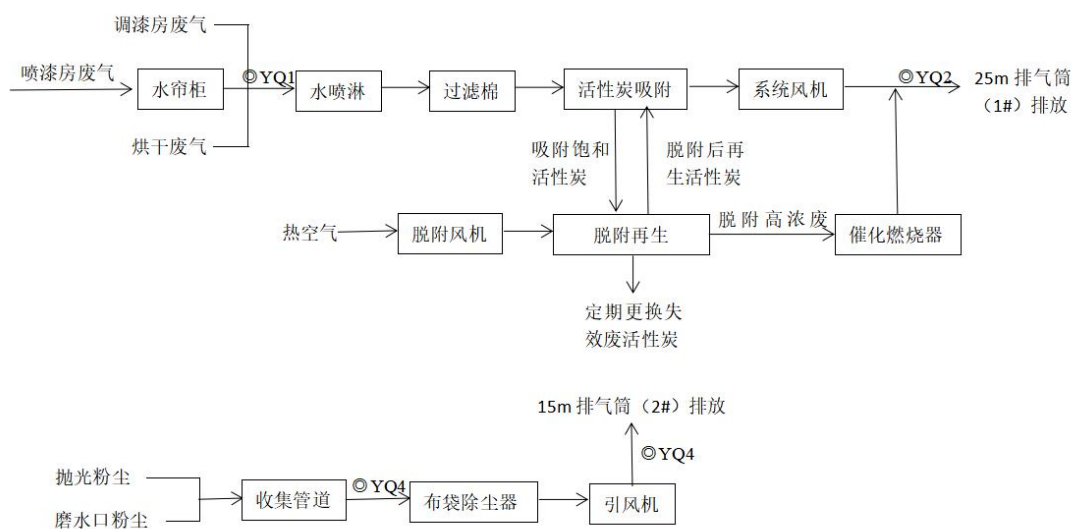 调漆房废气
喷漆房废气
水帘柜
◎YQ1
水喷淋
过滤棉
活性炭吸附
系统风机
◎YQ2
25m 排气筒
（1#）排放
烘干废气
吸附饱和
活性炭
脱附后再
生活性炭
热空气
脱附风机
脱附再生
脱附高浓废
催化燃烧器
定期更换失
效废活性炭
15m 排气筒（2#）排放
◎YQ4
抛光粉尘
磨水口粉尘
收集管道
◎YQ4
布袋除尘器
引风机